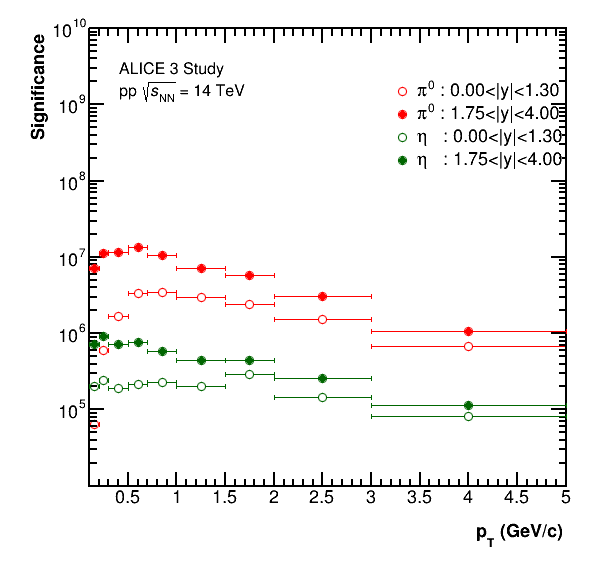 Significance
10^10
10^9
10^8
10^7
10^6
10^5
ALICE 3 Study
pp √s_NN = 14 TeV
π^0 : 0.00<|y|<1.30
π^0 : 1.75<|y|<4.00
η : 0.00<|y|<1.30
η : 1.75<|y|<4.00
0.5 1 1.5 2 2.5 3 3.5 4 4.5 5
p_T (GeV/c)